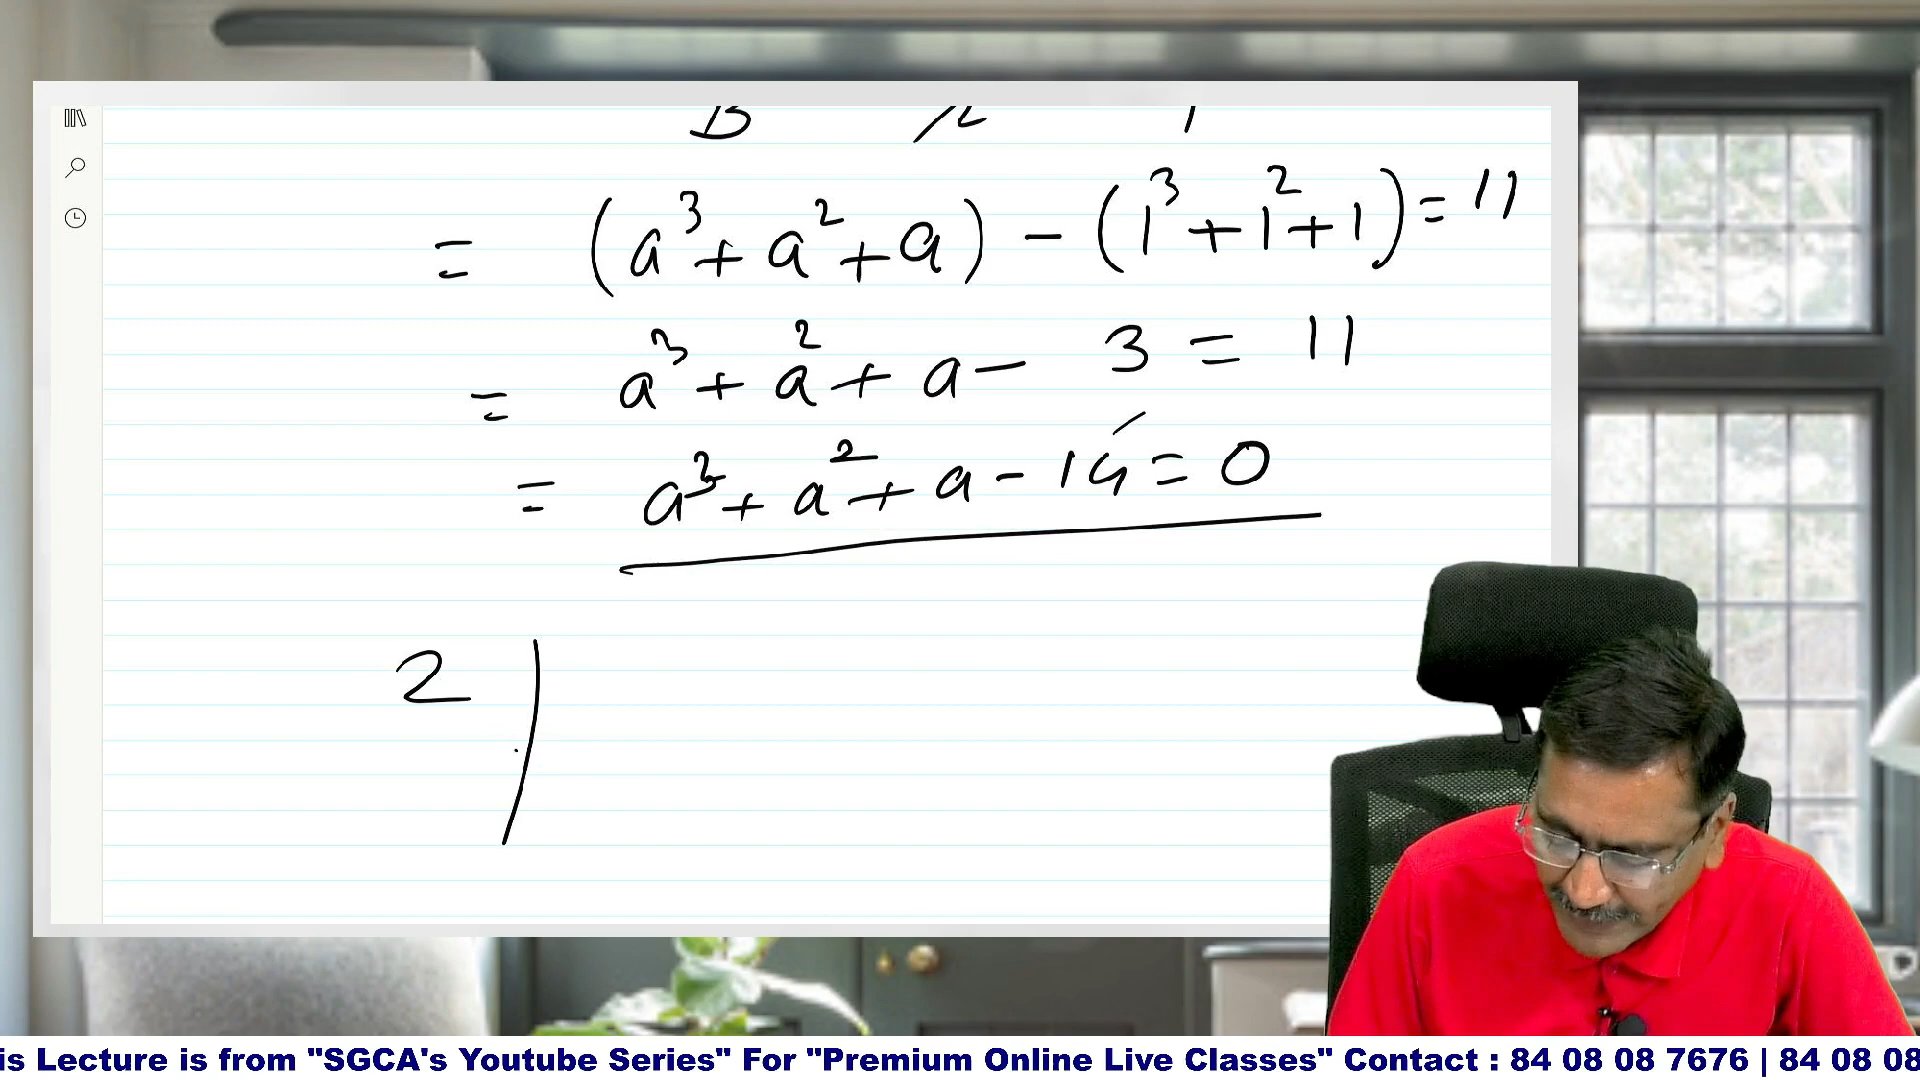 = (a³ + a² + a) - (1³ + 1² + 1) = 11
= a³ + a² + a - 3 = 11
= a³ + a² + a - 14 = 0
2
is Lecture is from "SGCA's Youtube Series" For "Premium Online Live Classes" Contact : 84 08 08 7676 | 84 08 08